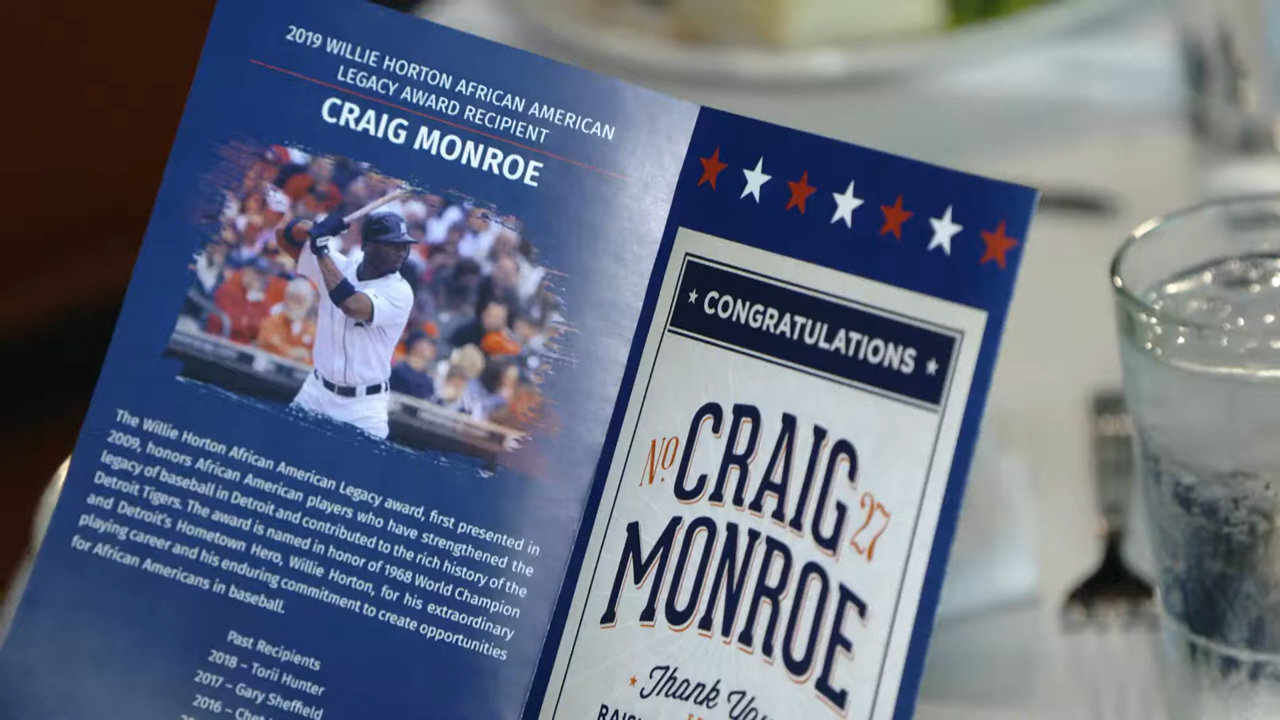 2019 WILLIE HORTON AFRICAN AMERICAN
LEGACY AWARD RECIPIENT
CRAIG MONROE
The Willie Horton African American Legacy award, first presented in
2009, honors African American players who have strengthened the
legacy of baseball in Detroit and contributed to the rich history of the
Detroit Tigers. The award is named in honor of 1968 World Champion
and Detroit's Hometown Hero, Willie Horton, for his extraordinary
playing career and his enduring commitment to create opportunities
for African Americans in baseball.
Past Recipients
2018 – Torii Hunter
2017 – Gary Sheffield
2016 –
CONGRATULATIONS
No. CRAIG 27
MONROE
Thank You